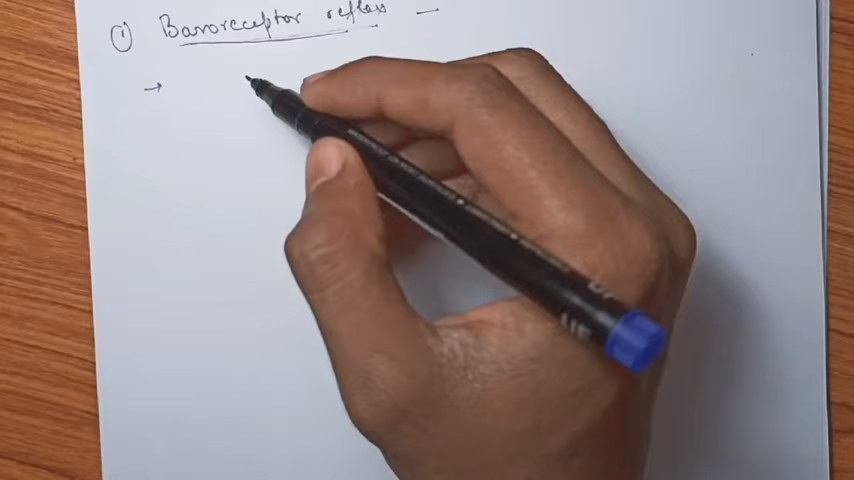 ① Baroreceptor reflex –
→